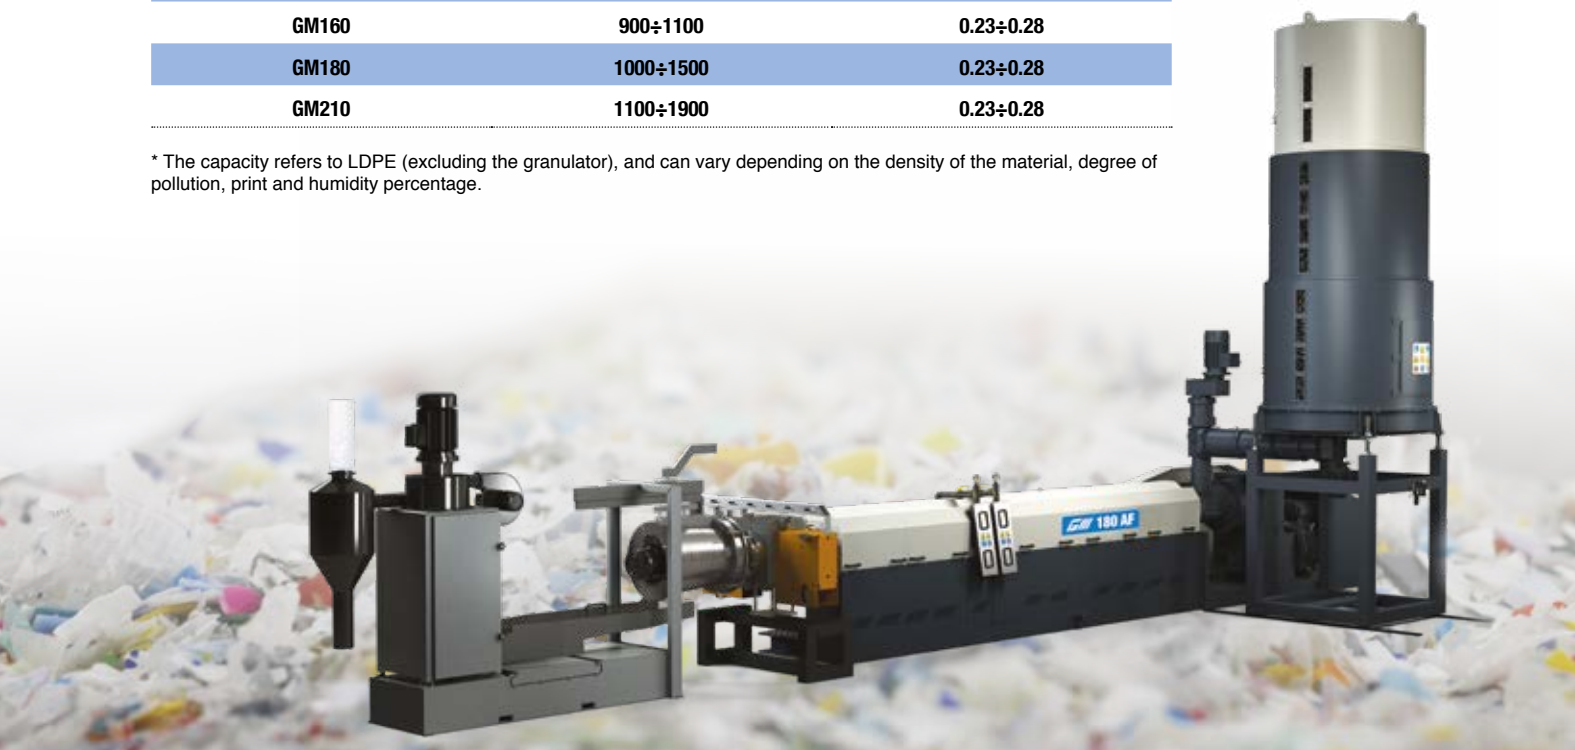 GM160 900÷1100 0.23÷0.28
GM180 1000÷1500 0.23÷0.28
GM210 1100÷1900 0.23÷0.28
* The capacity refers to LDPE (excluding the granulator), and can vary depending on the density of the material, degree of
pollution, print and humidity percentage.
GM 180 AF